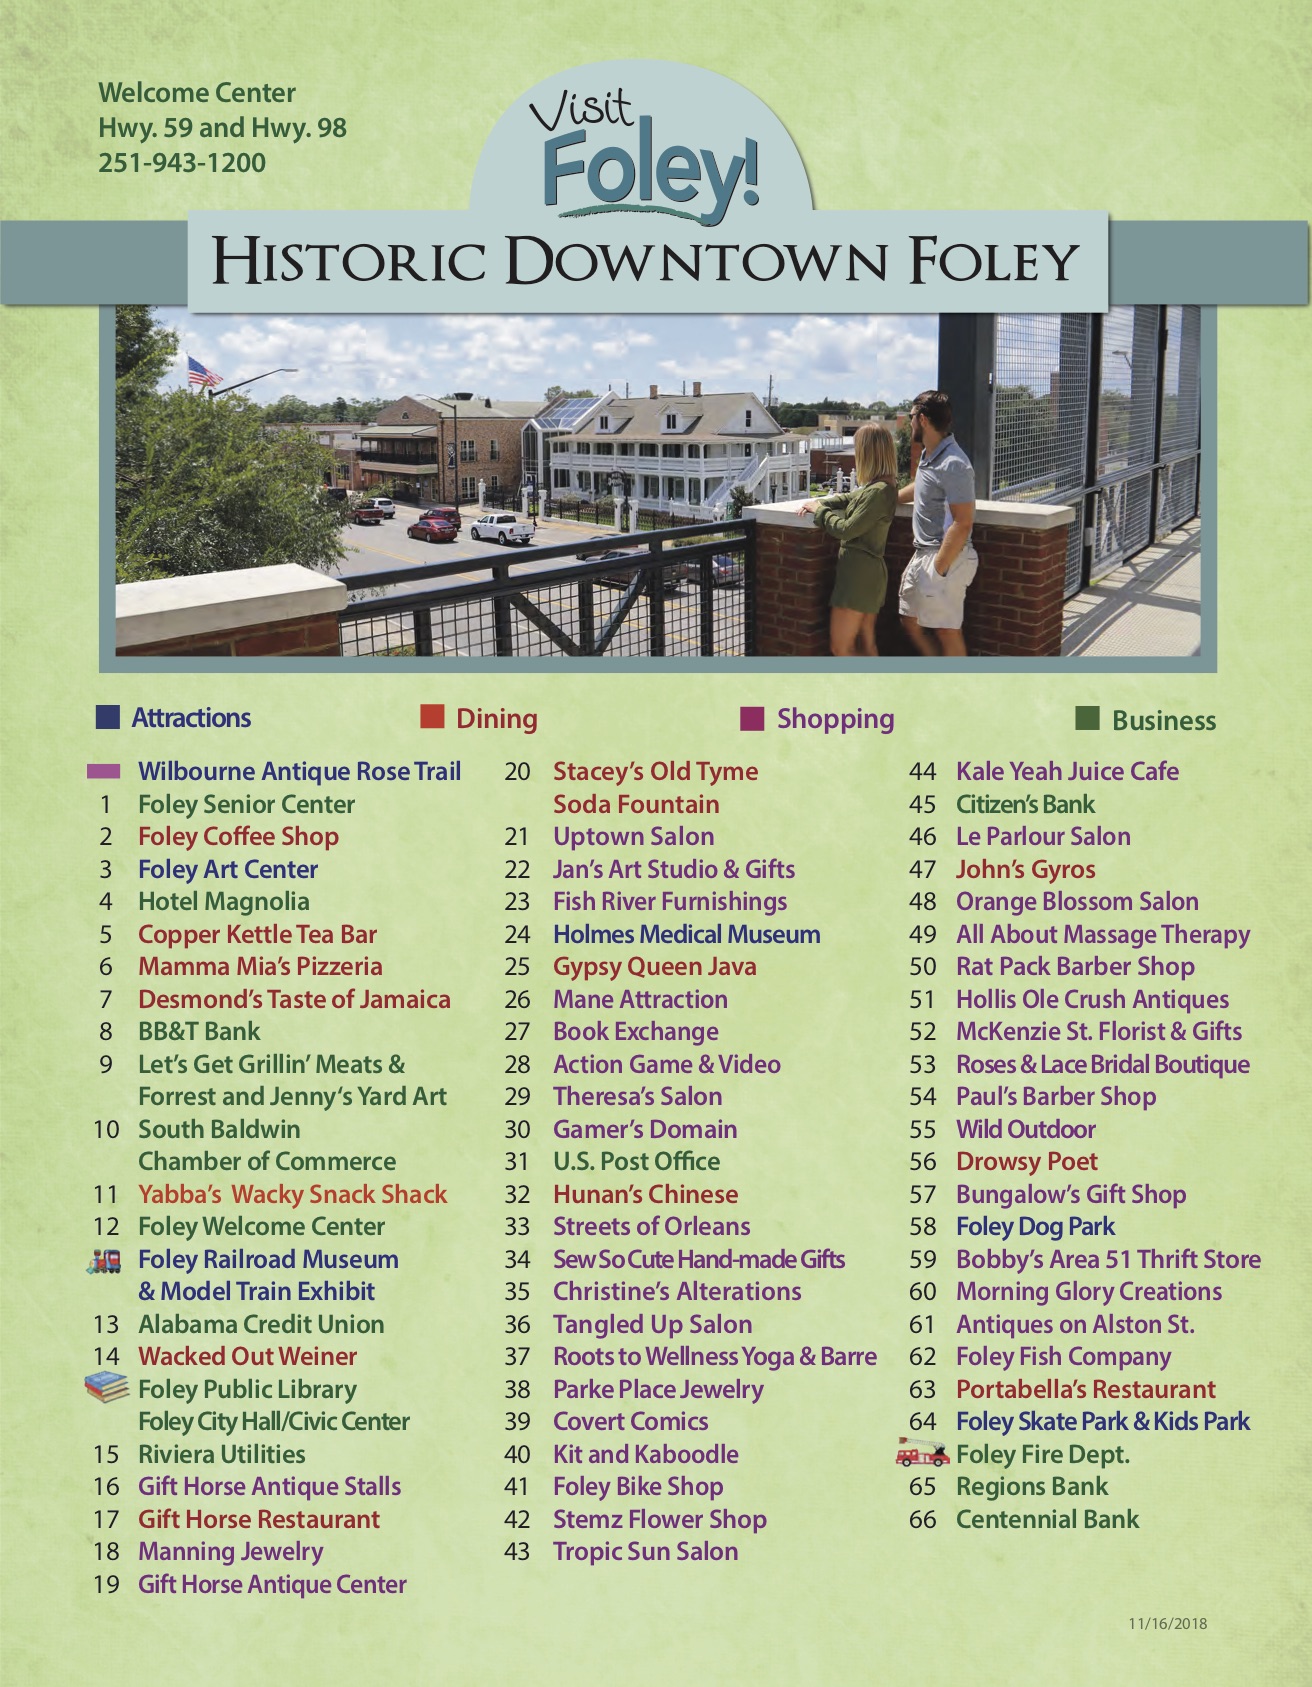 Welcome Center
Hwy. 59 and Hwy. 98
251-943-1200
Visit
Foley!
Historic Downtown Foley
Attractions
Dining
Shopping
Business
Wilbourne Antique Rose Trail
1 Foley Senior Center
2 Foley Coffee Shop
3 Foley Art Center
4 Hotel Magnolia
5 Copper Kettle Tea Bar
6 Mamma Mia's Pizzeria
7 Desmond's Taste of Jamaica
8 BB&T Bank
9 Let's Get Grillin' Meats &
Forrest and Jenny‘s Yard Art
10 South Baldwin
Chamber of Commerce
11 Yabba's Wacky Snack Shack
12 Foley Welcome Center
Foley Railroad Museum
& Model Train Exhibit
13 Alabama Credit Union
14 Wacked Out Weiner
Foley Public Library
Foley City Hall/Civic Center
15 Riviera Utilities
16 Gift Horse Antique Stalls
17 Gift Horse Restaurant
18 Manning Jewelry
19 Gift Horse Antique Center
20 Stacey's Old Tyme
Soda Fountain
21 Uptown Salon
22 Jan's Art Studio & Gifts
23 Fish River Furnishings
24 Holmes Medical Museum
25 Gypsy Queen Java
26 Mane Attraction
27 Book Exchange
28 Action Game & Video
29 Theresa's Salon
30 Gamer's Domain
31 U.S. Post Office
32 Hunan's Chinese
33 Streets of Orleans
34 Sew So Cute Hand-made Gifts
35 Christine's Alterations
36 Tangled Up Salon
37 Roots to Wellness Yoga & Barre
38 Parke Place Jewelry
39 Covert Comics
40 Kit and Kaboodle
41 Foley Bike Shop
42 Stemz Flower Shop
43 Tropic Sun Salon
44 Kale Yeah Juice Cafe
45 Citizen's Bank
46 Le Parlour Salon
47 John's Gyros
48 Orange Blossom Salon
49 All About Massage Therapy
50 Rat Pack Barber Shop
51 Hollis Ole Crush Antiques
52 McKenzie St. Florist & Gifts
53 Roses & Lace Bridal Boutique
54 Paul's Barber Shop
55 Wild Outdoor
56 Drowsy Poet
57 Bungalow's Gift Shop
58 Foley Dog Park
59 Bobby's Area 51 Thrift Store
60 Morning Glory Creations
61 Antiques on Alston St.
62 Foley Fish Company
63 Portabella's Restaurant
64 Foley Skate Park & Kids Park
Foley Fire Dept.
65 Regions Bank
66 Centennial Bank
11/16/2018